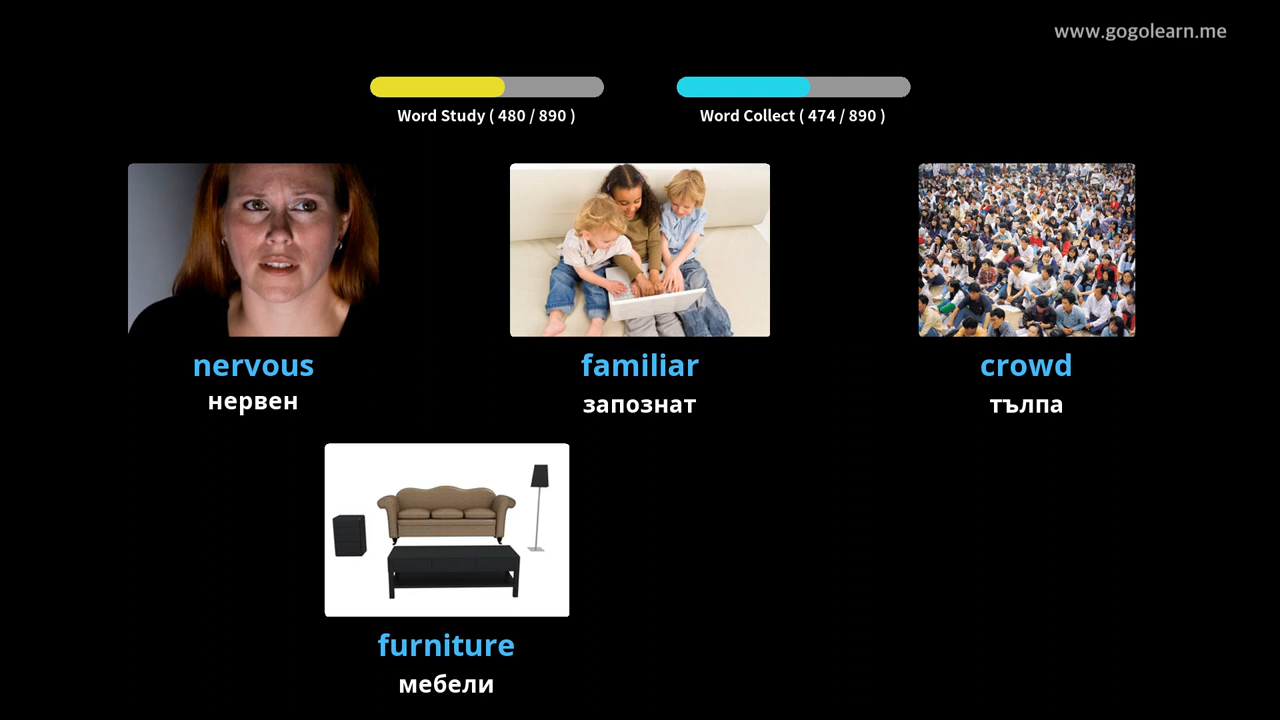 www.gogolearn.me
Word Study ( 480 / 890 )
Word Collect ( 474 / 890 )
nervous
нервен
familiar
запознат
crowd
тълпа
furniture
мебели